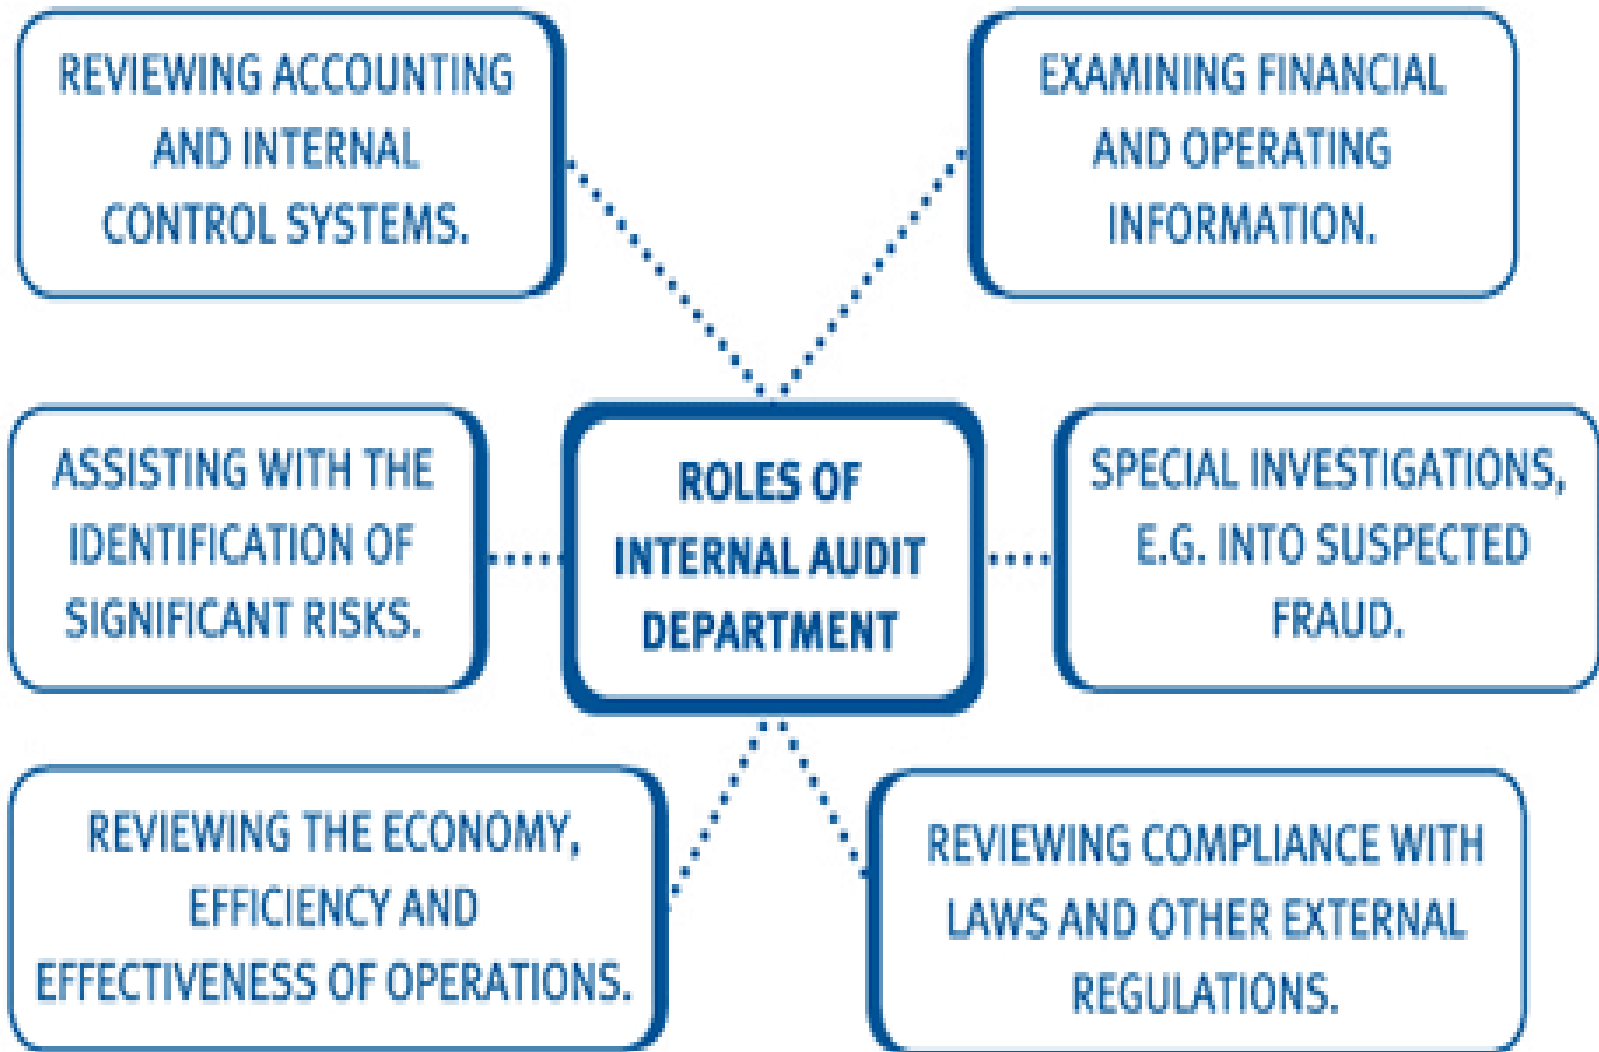 REVIEWING ACCOUNTING
AND INTERNAL
CONTROL SYSTEMS.
EXAMINING FINANCIAL
AND OPERATING
INFORMATION.
ASSISTING WITH THE
IDENTIFICATION OF
SIGNIFICANT RISKS.
ROLES OF
INTERNAL AUDIT
DEPARTMENT
SPECIAL INVESTIGATIONS,
E.G. INTO SUSPECTED
FRAUD.
REVIEWING THE ECONOMY,
EFFICIENCY AND
EFFECTIVENESS OF OPERATIONS.
REVIEWING COMPLIANCE WITH
LAWS AND OTHER EXTERNAL
REGULATIONS.